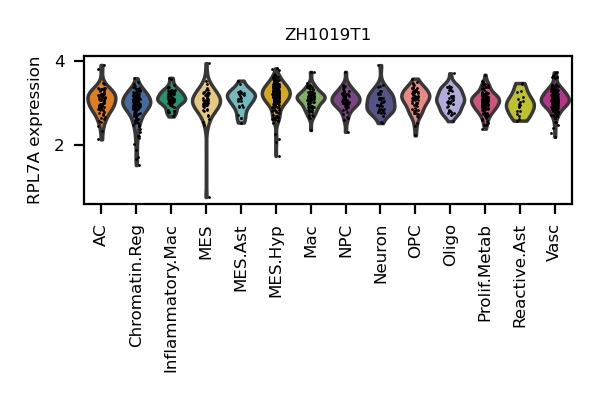 ZH1019T1
RPL7A expression
4
2
AC
Chromatin.Reg
Inflammatory.Mac
MES
MES.Ast
MES.Hyp
Mac
NPC
Neuron
OPC
Oligo
Prolif.Metab
Reactive.Ast
Vasc